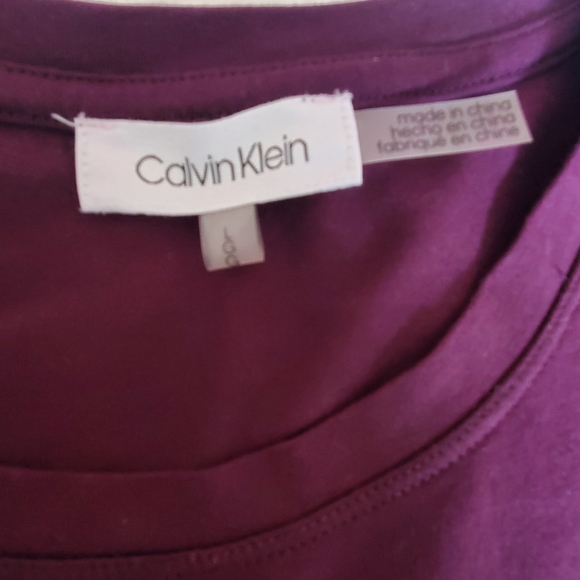 Calvin Klein
made in china
hecho en china
fabriqué en chine
L
G